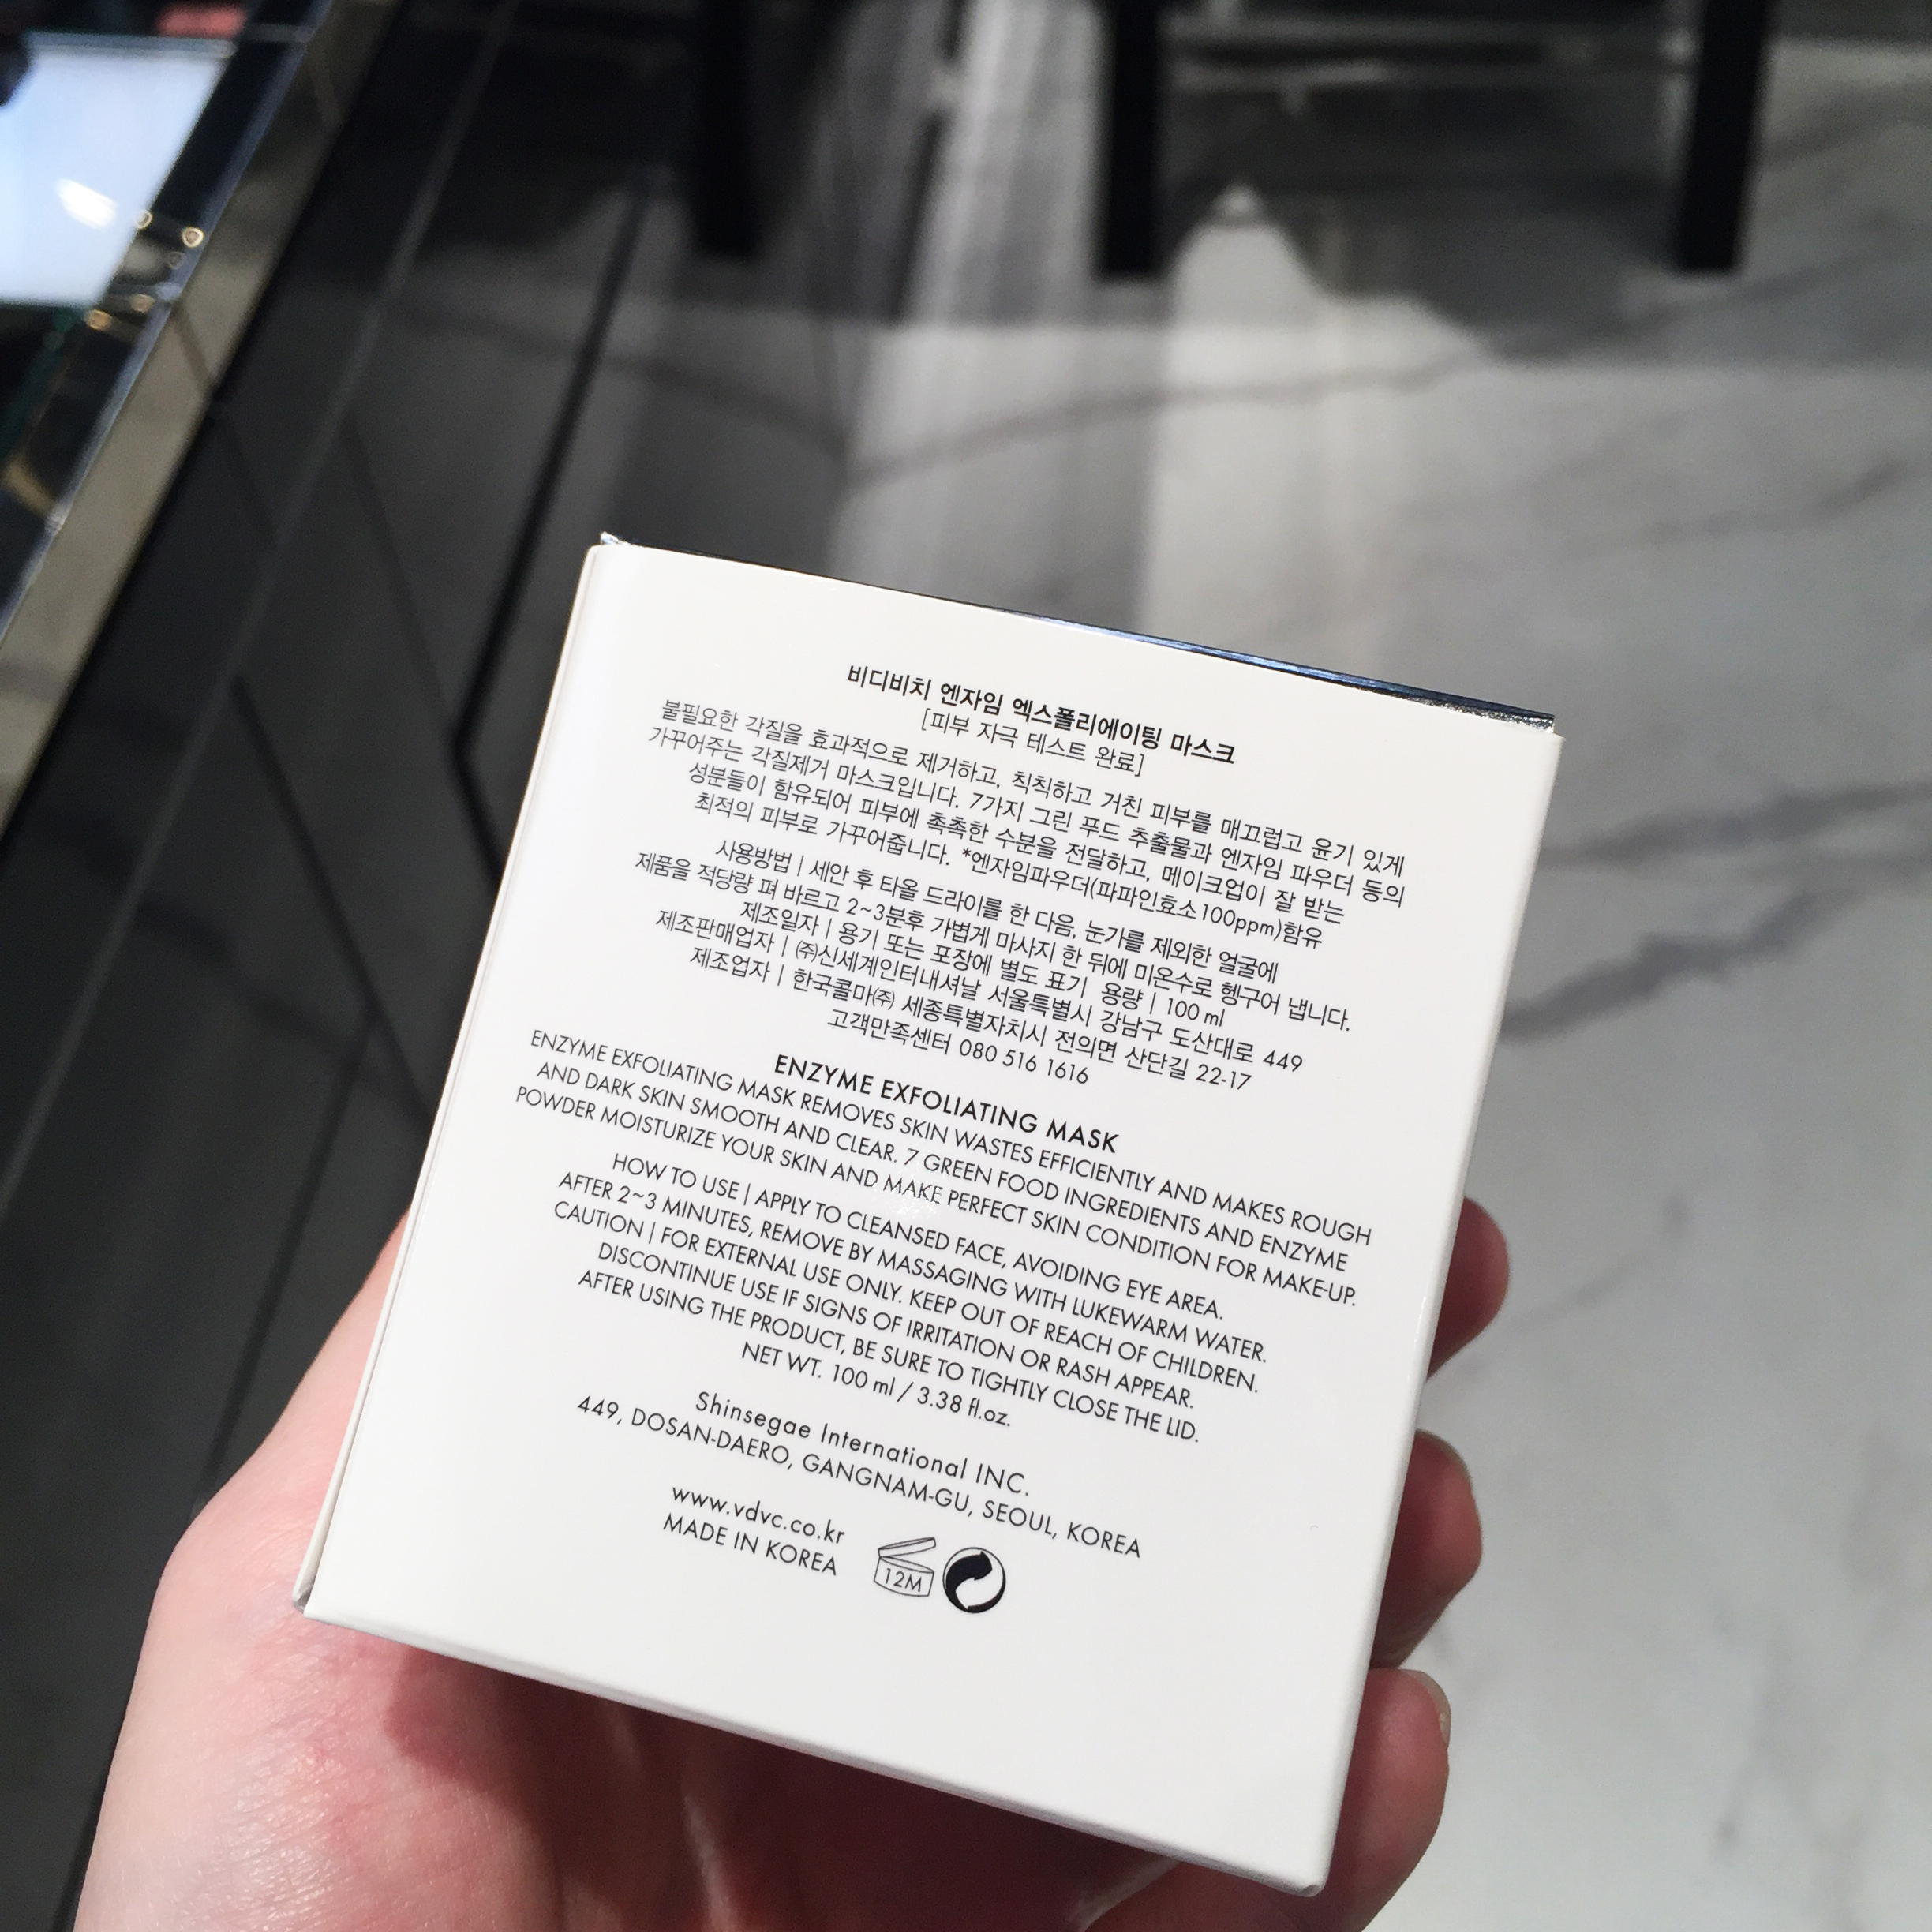 비디비치 엔자임 엑스폴리에이팅 마스크
[피부 자극 테스트 완료]
불필요한 각질을 효과적으로 제거하고, 칙칙하고 거친 피부를 매끄럽고 윤기 있게
가꾸어주는 각질제거 마스크입니다. 7가지 그린 푸드 추출물과 엔자임 파우더 등의
성분들이 함유되어 피부에 촉촉한 수분을 전달하고, 메이크업이 잘 받는
최적의 피부로 가꾸어줍니다. *엔자임파우더(파파인효소100ppm)함유
사용방법 | 세안 후 타올 드라이를 한 다음, 눈가를 제외한 얼굴에
제품을 적당량 펴 바르고 2~3분후 가볍게 마사지 한 뒤에 미온수로 헹구어 냅니다.
제조일자 | 용기 또는 포장에 별도 표기 용량 | 100 ml
제조판매업자 | ㈜신세계인터내셔날 서울특별시 강남구 도산대로 449
제조업자 | 한국콜마㈜ 세종특별자치시 전의면 산단길 22-17
고객만족센터 080 516 1616
ENZYME EXFOLIATING MASK
ENZYME EXFOLIATING MASK REMOVES SKIN WASTES EFFICIENTLY AND MAKES ROUGH
AND DARK SKIN SMOOTH AND CLEAR. 7 GREEN FOOD INGREDIENTS AND ENZYME
POWDER MOISTURIZE YOUR SKIN AND MAKE PERFECT SKIN CONDITION FOR MAKE-UP.
HOW TO USE | APPLY TO CLEANSED FACE, AVOIDING EYE AREA.
AFTER 2~3 MINUTES, REMOVE BY MASSAGING WITH LUKEWARM WATER.
CAUTION | FOR EXTERNAL USE ONLY. KEEP OUT OF REACH OF CHILDREN.
DISCONTINUE USE IF SIGNS OF IRRITATION OR RASH APPEAR.
AFTER USING THE PRODUCT, BE SURE TO TIGHTLY CLOSE THE LID.
NET WT. 100 ml / 3.38 fl.oz.
Shinsegae International INC.
449, DOSAN-DAERO, GANGNAM-GU, SEOUL, KOREA
www.vdvc.co.kr
MADE IN KOREA
12M